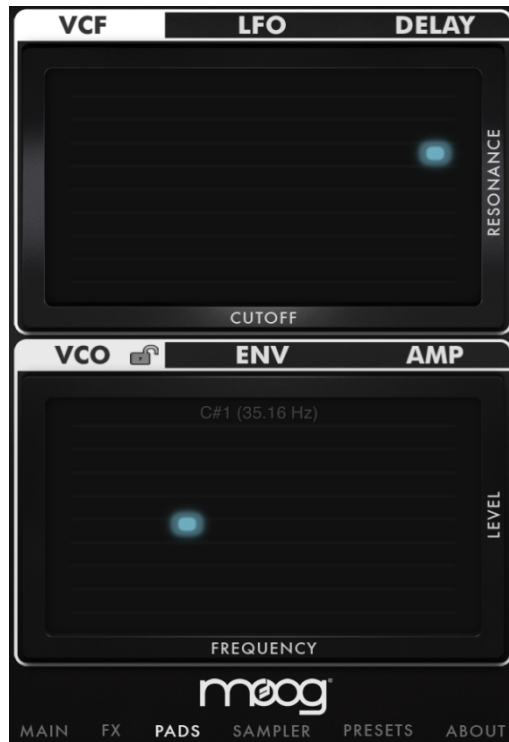 VCF LFO DELAY
RESONANCE
CUTOFF
VCO ENV AMP
C#1 (35.16 Hz)
LEVEL
FREQUENCY
moog
MAIN FX PADS SAMPLER PRESETS ABOUT